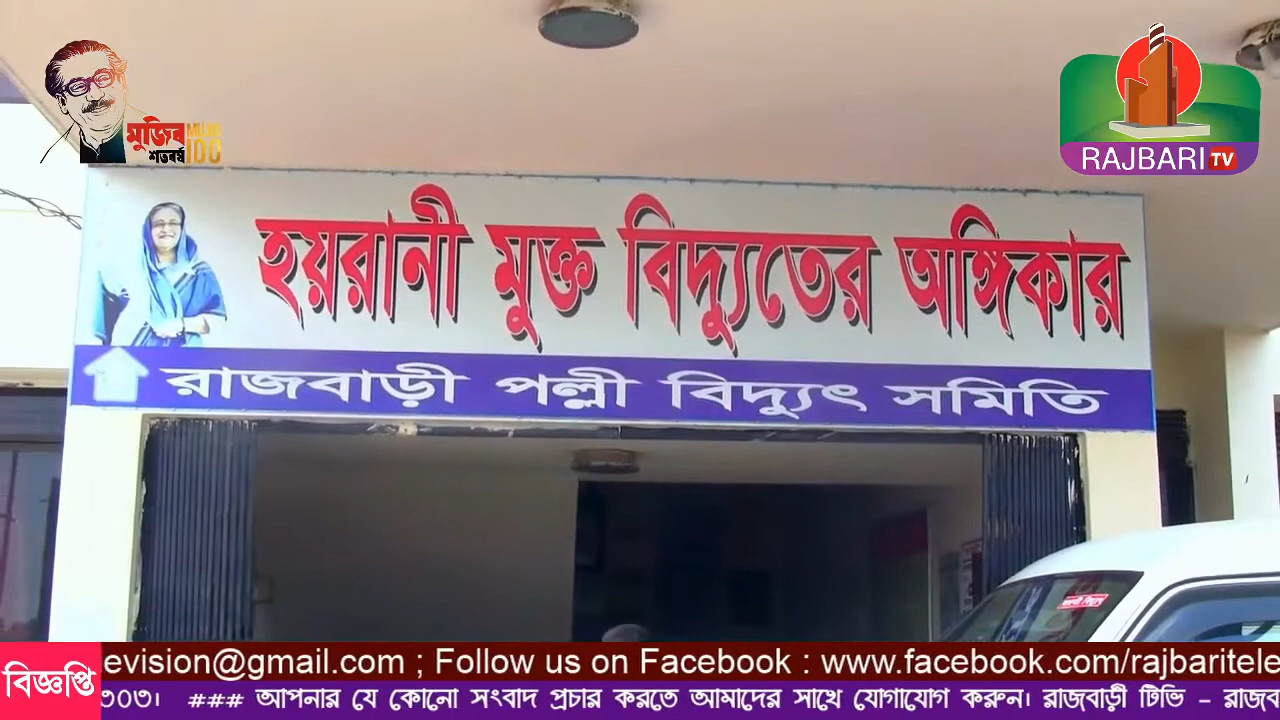 মুজিব
শতবর্ষ
MUJIB
100
RAJBARI TV
হয়রানী মুক্ত বিদ্যুতের অঙ্গিকার
রাজবাড়ী পল্লী বিদ্যুৎ সমিতি
বিজ্ঞপ্তি
evision@gmail.com ; Follow us on Facebook : www.facebook.com/rajbaritele
৩০৩। ### আপনার যে কোনো সংবাদ প্রচার করতে আমাদের সাথে যোগাযোগ করুন। রাজবাড়ী টিভি - রাজব